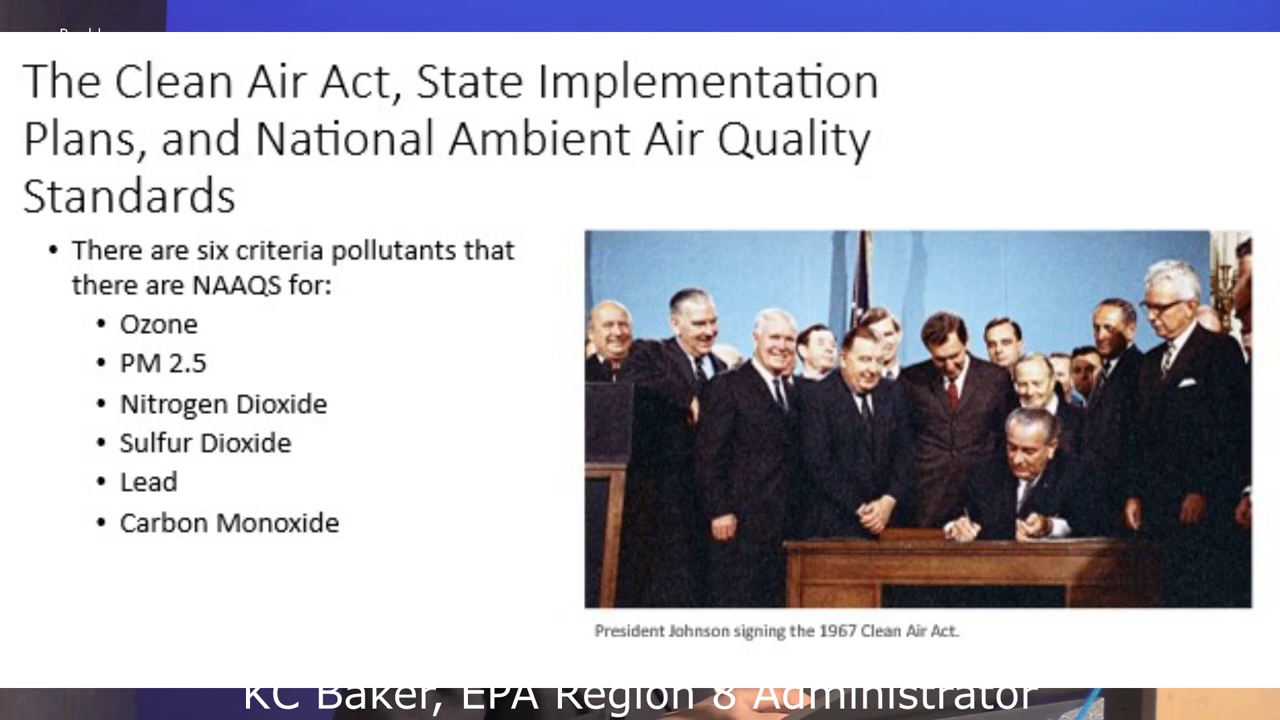 The Clean Air Act, State Implementation
Plans, and National Ambient Air Quality
Standards
• There are six criteria pollutants that
there are NAAQS for:
• Ozone
• PM 2.5
• Nitrogen Dioxide
• Sulfur Dioxide
• Lead
• Carbon Monoxide
President Johnson signing the 1967 Clean Air Act.
KC Baker, EPA Region 8 Administrator